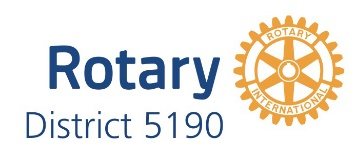 Rotary
District 5190
ROTARY
INTERNATIONAL